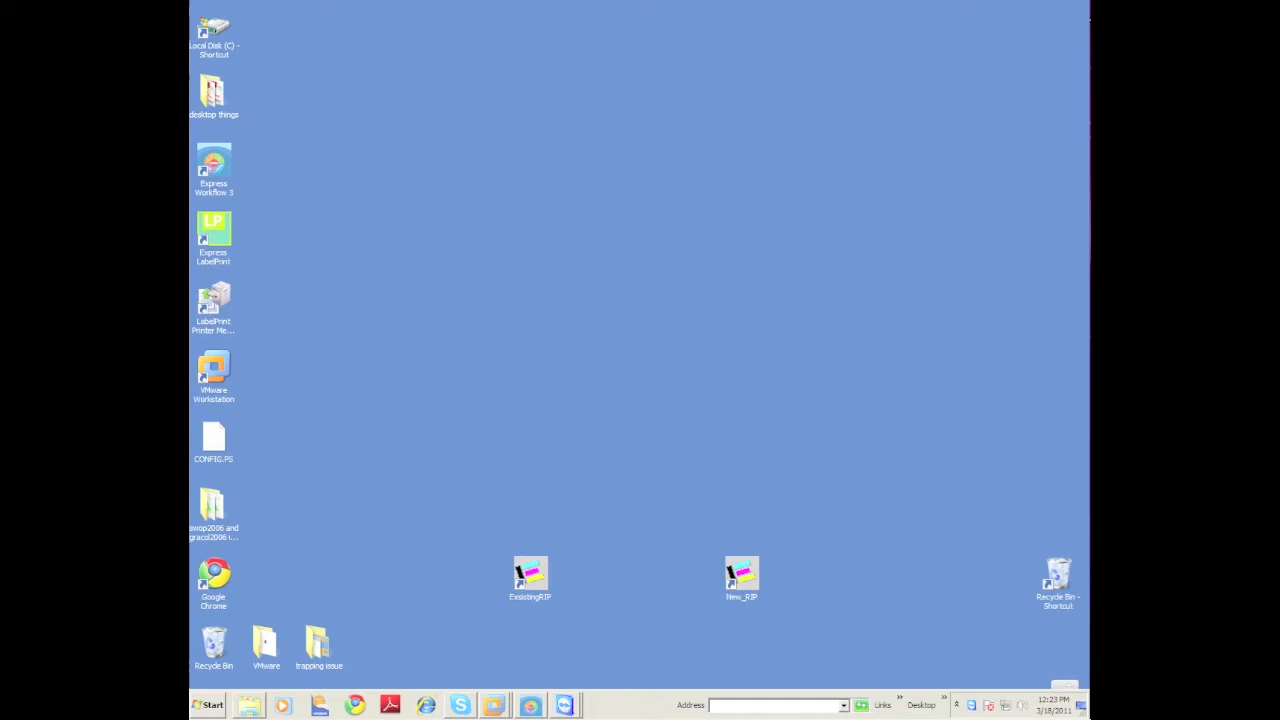 Local Disk (C) -
Shortcut
desktop things
Express
Workflow 3
LP
Express
LabelPrint
LabelPrint
Printer Me...
VMware
Workstation
CONFIG.PS
swop2006 and
gracol2006 i...
Google
Chrome
ExsistingRIP
New_RIP
Recycle Bin -
Shortcut
Recycle Bin
VMware
trapping issue
Start
Address
Links
»
Desktop
»
12:23 PM
3/18/2011